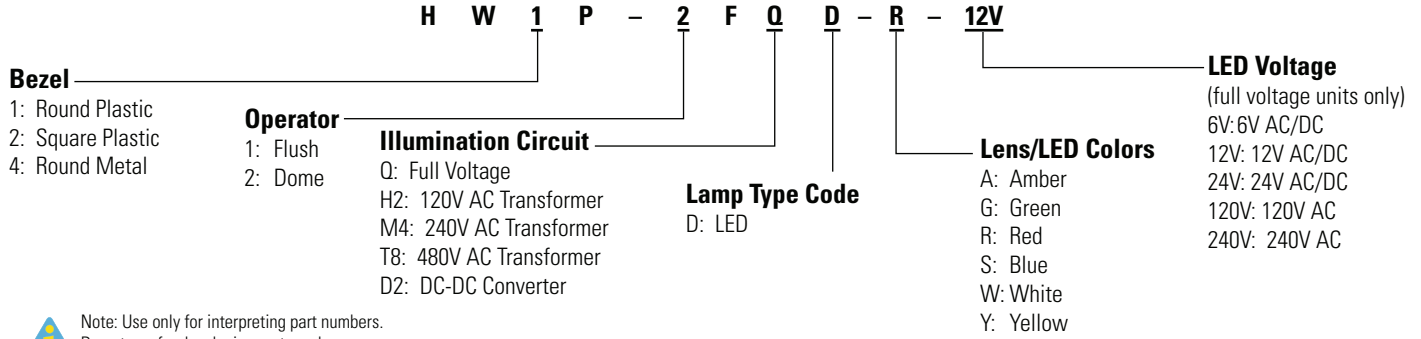 H W 1 P – 2 F Q D – R – 12V
Bezel
1: Round Plastic
2: Square Plastic
4: Round Metal
Operator
1: Flush
2: Dome
Illumination Circuit
Q: Full Voltage
H2: 120V AC Transformer
M4: 240V AC Transformer
T8: 480V AC Transformer
D2: DC-DC Converter
Lamp Type Code
D: LED
Lens/LED Colors
A: Amber
G: Green
R: Red
S: Blue
W: White
Y: Yellow
LED Voltage
(full voltage units only)
6V: 6V AC/DC
12V: 12V AC/DC
24V: 24V AC/DC
120V: 120V AC
240V: 240V AC
Note: Use only for interpreting part numbers.